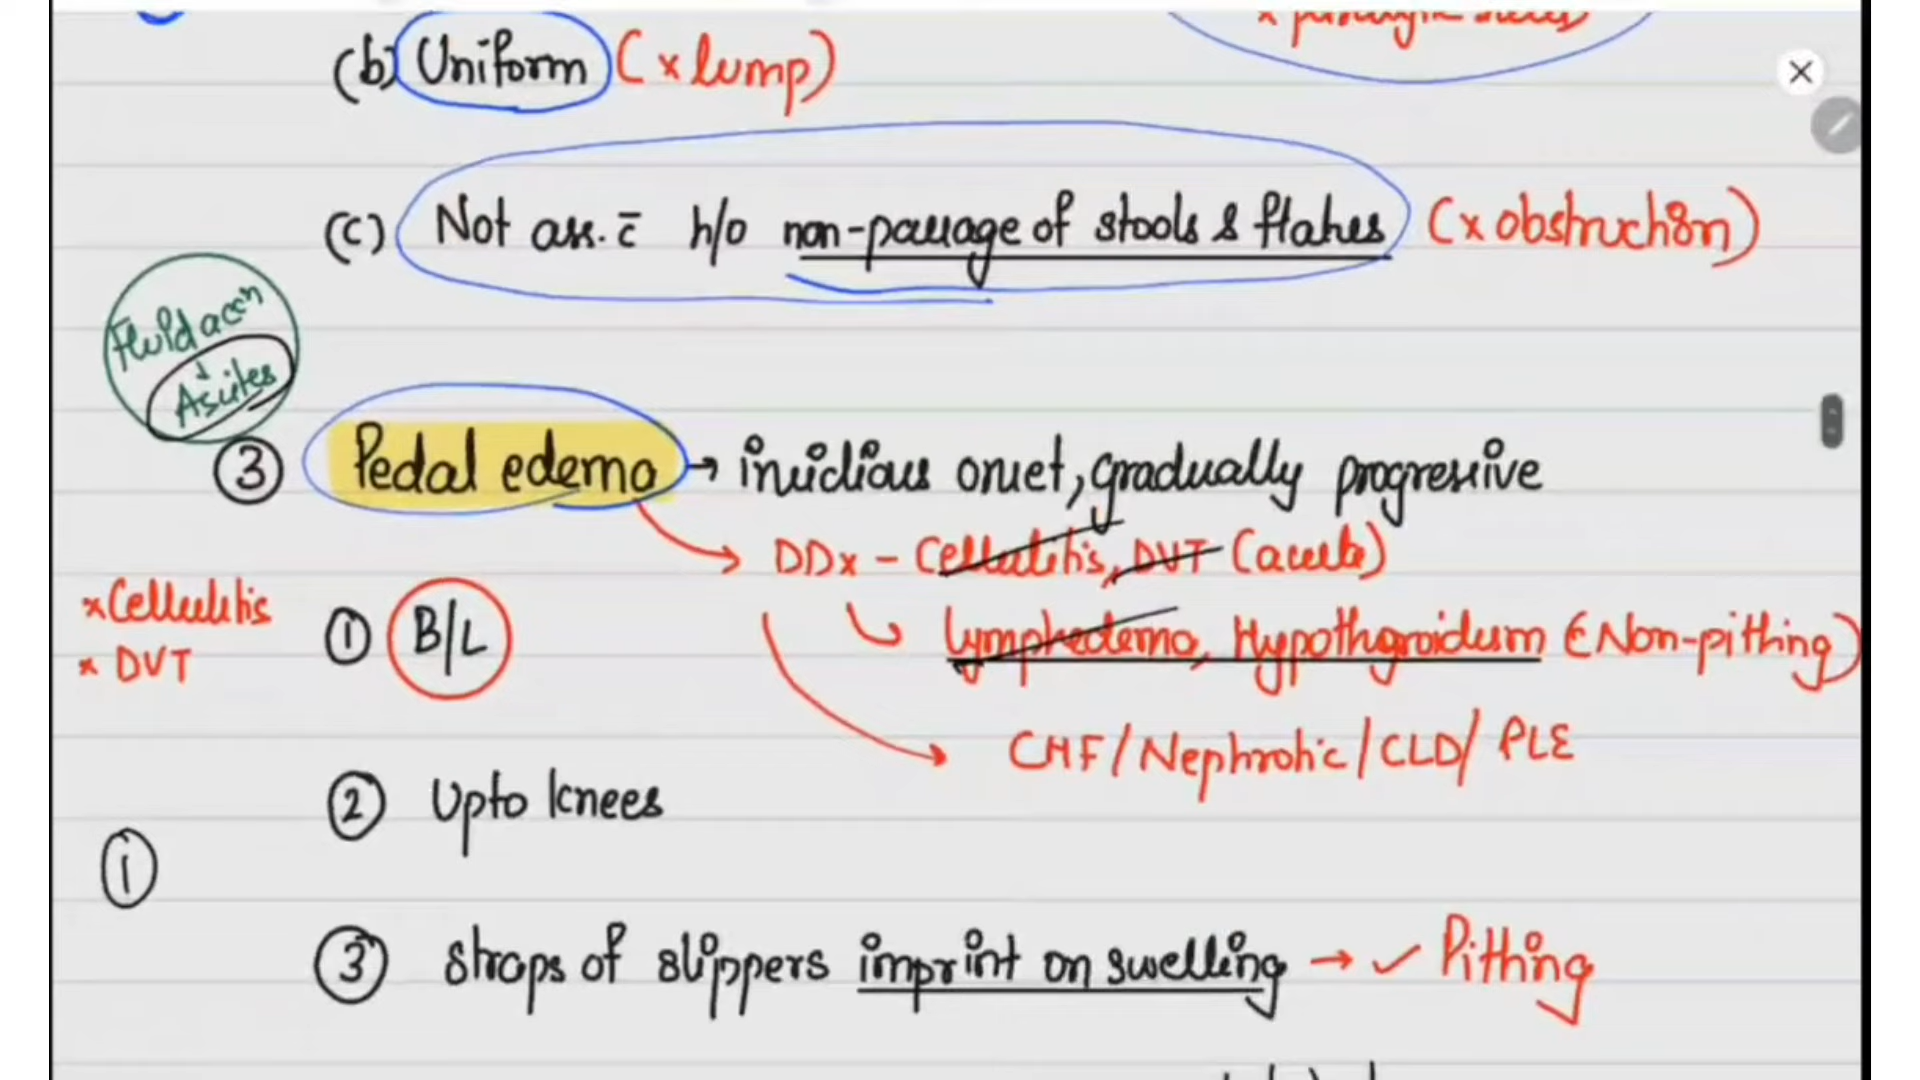 (b) Uniform (x lump)
(c) Not ass. c̄ h/o non-passage of stools & flatus (x obstruction)
Fluid accn
↓
Ascites
③ Pedal edema → insidious onset, gradually progressive
DDx - Cellulitis, DVT (acute)
Lymphedema, Hypothyroidism (Non-pitting)
CHF/Nephrotic/CLD/PLE
x Cellulitis
x DVT
① B/L
② Upto knees
①
③ straps of slippers imprint on swelling → ✓ Pitting